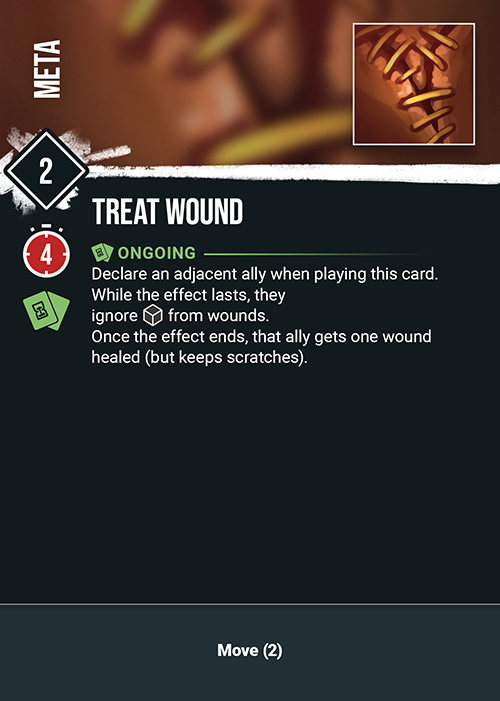 META
2
TREAT WOUND
4
ONGOING
Declare an adjacent ally when playing this card.
While the effect lasts, they
ignore from wounds.
Once the effect ends, that ally gets one wound
healed (but keeps scratches).
Move (2)